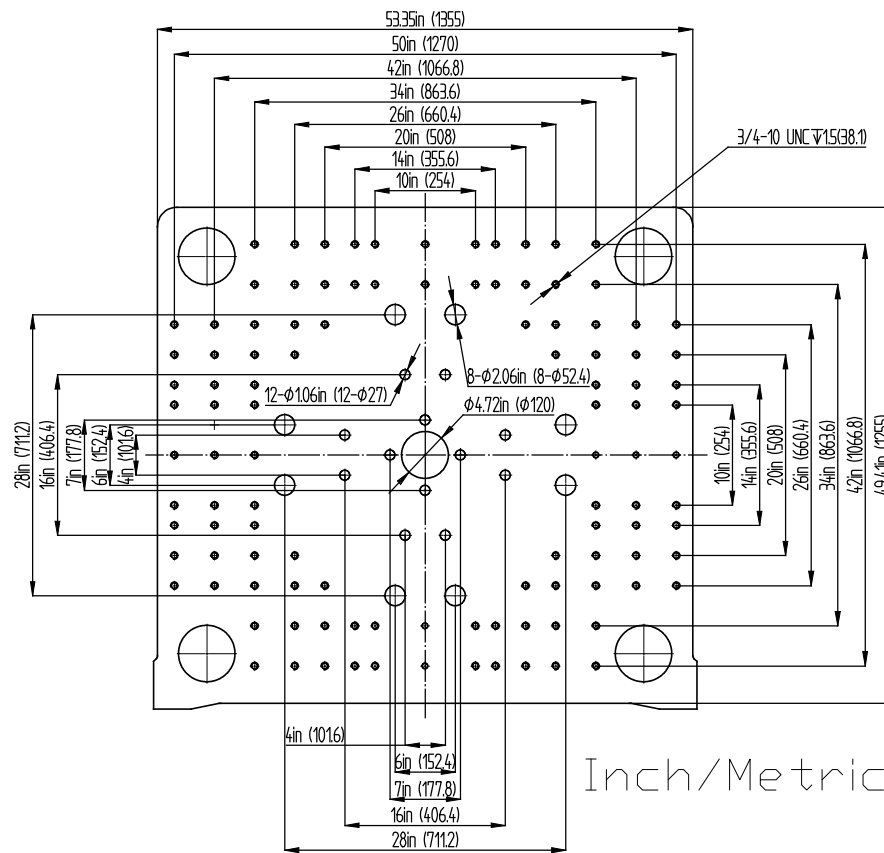 53.35in (1355)
50in (1270)
42in (1066.8)
34in (863.6)
26in (660.4)
20in (508)
14in (355.6)
10in (254)
3/4-10 UNC↧1.5(38.1)
8-ϕ2.06in (8-ϕ52.4)
12-ϕ1.06in (12-ϕ27)
ϕ4.72in (ϕ120)
28in (711.2)
16in (406.4)
7in (177.8)
6in (152.4)
4in (101.6)
10in (254)
14in (355.6)
20in (508)
26in (660.4)
34in (863.6)
42in (1066.8)
49.41in (1255)
4in (101.6)
6in (152.4)
7in (177.8)
16in (406.4)
28in (711.2)
Inch/Metric